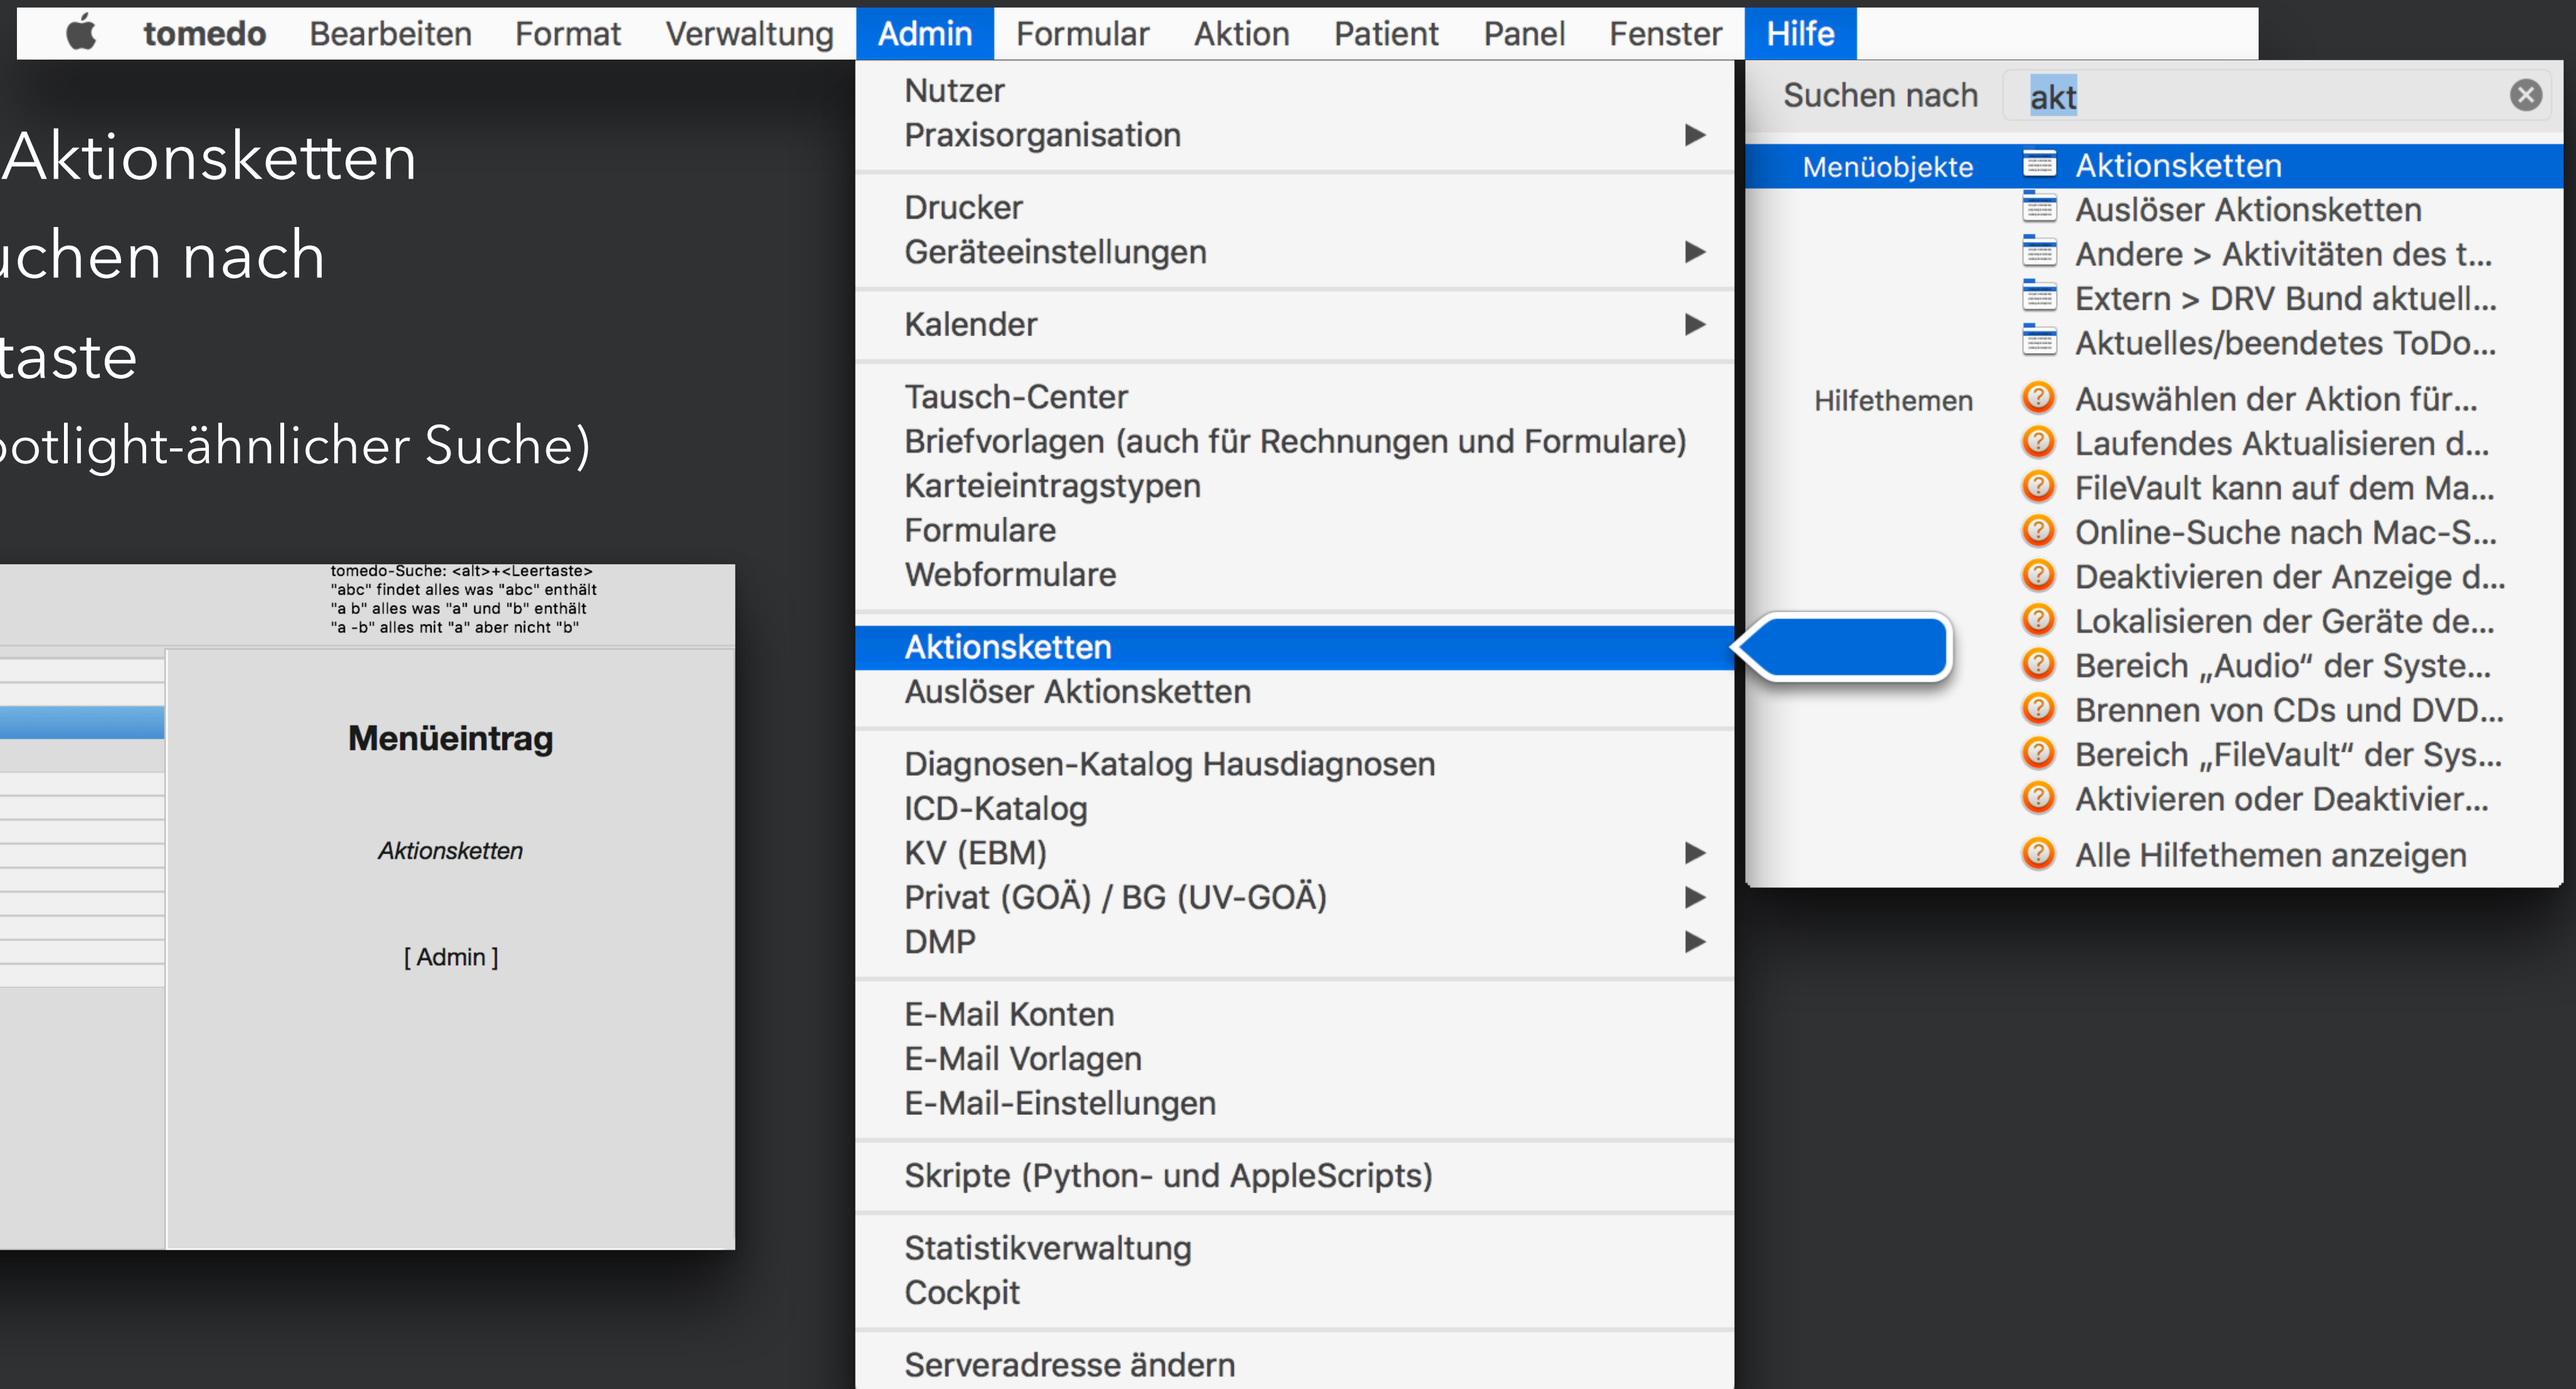 tomedo Bearbeiten Format Verwaltung Admin Formular Aktion Patient Panel Fenster Hilfe
Aktionsketten
uchen nach
taste
potlight-ähnlicher Suche)
tomedo-Suche: <alt>+<Leertaste>
"abc" findet alles was "abc" enthält
"a b" alles was "a" und "b" enthält
"a -b" alles mit "a" aber nicht "b"
Menüeintrag
Aktionsketten
[ Admin ]
Nutzer
Praxisorganisation
Drucker
Geräteeinstellungen
Kalender
Tausch-Center
Briefvorlagen (auch für Rechnungen und Formulare)
Karteieintragstypen
Formulare
Webformulare
Aktionsketten
Auslöser Aktionsketten
Diagnosen-Katalog Hausdiagnosen
ICD-Katalog
KV (EBM)
Privat (GOÄ) / BG (UV-GOÄ)
DMP
E-Mail Konten
E-Mail Vorlagen
E-Mail-Einstellungen
Skripte (Python- und AppleScripts)
Statistikverwaltung
Cockpit
Serveradresse ändern
Suchen nach akt
Menüobjekte Aktionsketten
Auslöser Aktionsketten
Andere > Aktivitäten des t...
Extern > DRV Bund aktuell...
Aktuelles/beendetes ToDo...
Hilfethemen Auswählen der Aktion für...
Laufendes Aktualisieren d...
FileVault kann auf dem Ma...
Online-Suche nach Mac-S...
Deaktivieren der Anzeige d...
Lokalisieren der Geräte de...
Bereich „Audio“ der Syste...
Brennen von CDs und DVD...
Bereich „FileVault“ der Sys...
Aktivieren oder Deaktivier...
Alle Hilfethemen anzeigen